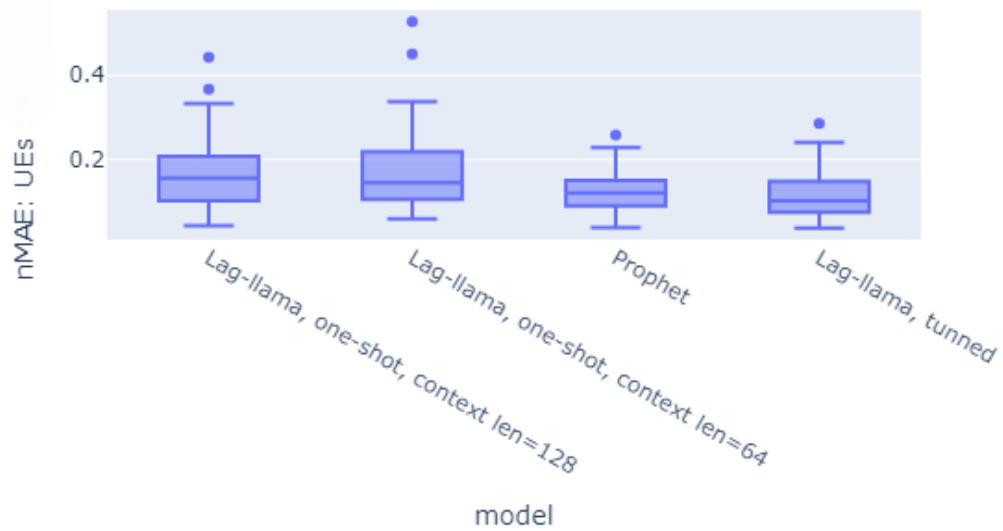 0.4
0.2
nMAE: UEs
Lag-llama, one-shot, context len=128
Lag-llama, one-shot, context len=64
Prophet
Lag-llama, tunned
model